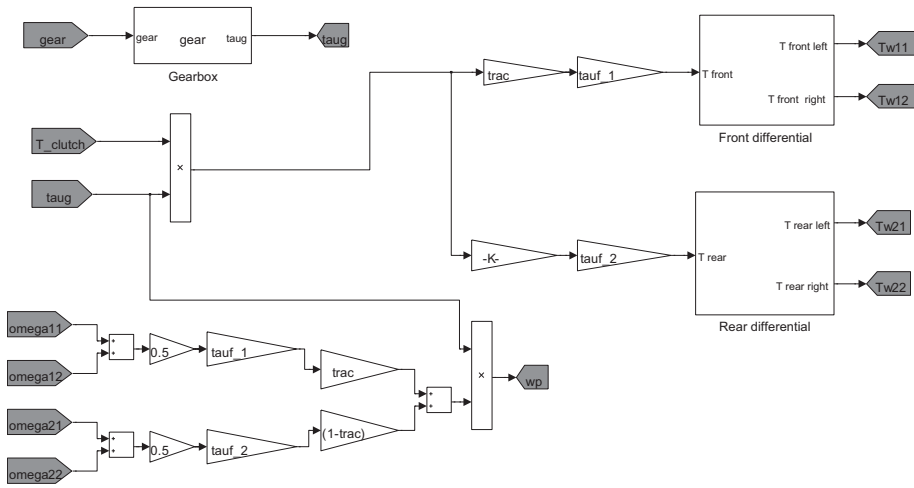 gear
gear
gear
taug
taug
Gearbox
T_clutch
taug
×
trac
tauf_1
T front
T front left
T front right
Front differential
Tw11
Tw12
-K-
tauf_2
T rear
T rear left
T rear right
Rear differential
Tw21
Tw22
omega11
omega12
+
+
0.5
tauf_1
trac
omega21
omega22
+
+
0.5
tauf_2
(1-trac)
+
+
×
wp